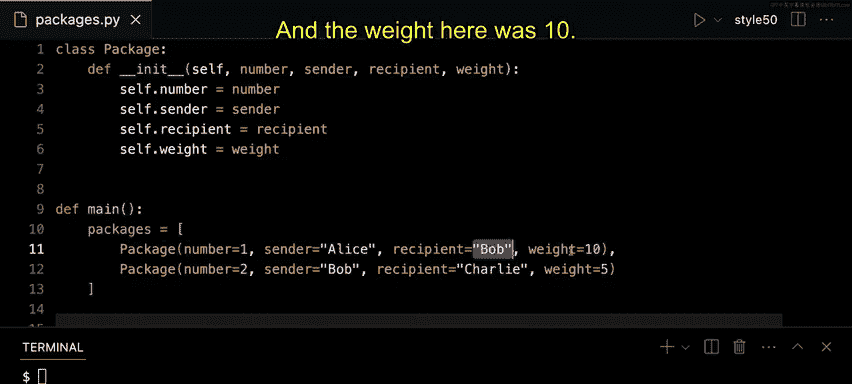 packages.py
style50
And the weight here was 10.
1 class Package:
2     def __init__(self, number, sender, recipient, weight):
3         self.number = number
4         self.sender = sender
5         self.recipient = recipient
6         self.weight = weight
7
8
9 def main():
10     packages = [
11         Package(number=1, sender="Alice", recipient="Bob", weight=10),
12         Package(number=2, sender="Bob", recipient="Charlie", weight=5)
13     ]
14
TERMINAL
$